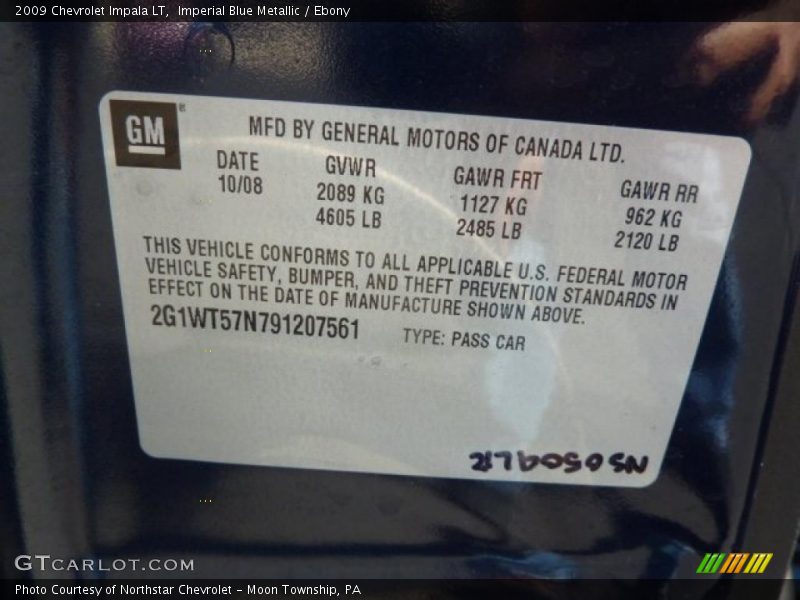 2009 Chevrolet Impala LT,  Imperial Blue Metallic / Ebony
GM ®
MFD BY GENERAL MOTORS OF CANADA LTD.
DATE GVWR GAWR FRT GAWR RR
10/08 2089 KG 1127 KG 962 KG
4605 LB 2485 LB 2120 LB
THIS VEHICLE CONFORMS TO ALL APPLICABLE U.S. FEDERAL MOTOR
VEHICLE SAFETY, BUMPER, AND THEFT PREVENTION STANDARDS IN
EFFECT ON THE DATE OF MANUFACTURE SHOWN ABOVE.
2G1WT57N791207561 TYPE: PASS CAR
GTCARLOT.COM
Photo Courtesy of Northstar Chevrolet – Moon Township, PA